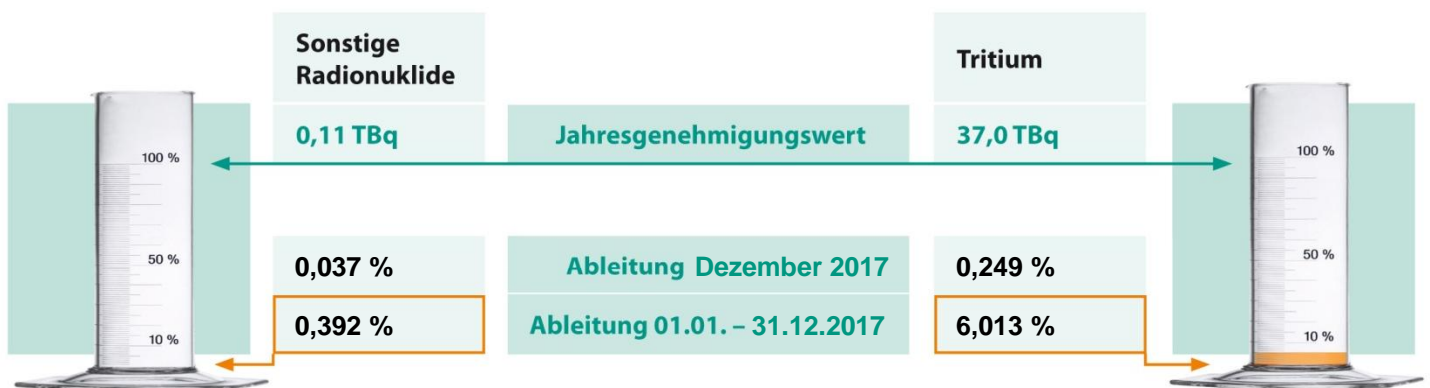 Sonstige
Radionuklide
Tritium
0,11 TBq
Jahresgenehmigungswert
37,0 TBq
100 %
100 %
50 %
0,037 %
Ableitung Dezember 2017
0,249 %
50 %
0,392 %
Ableitung 01.01. – 31.12.2017
6,013 %
10 %
10 %